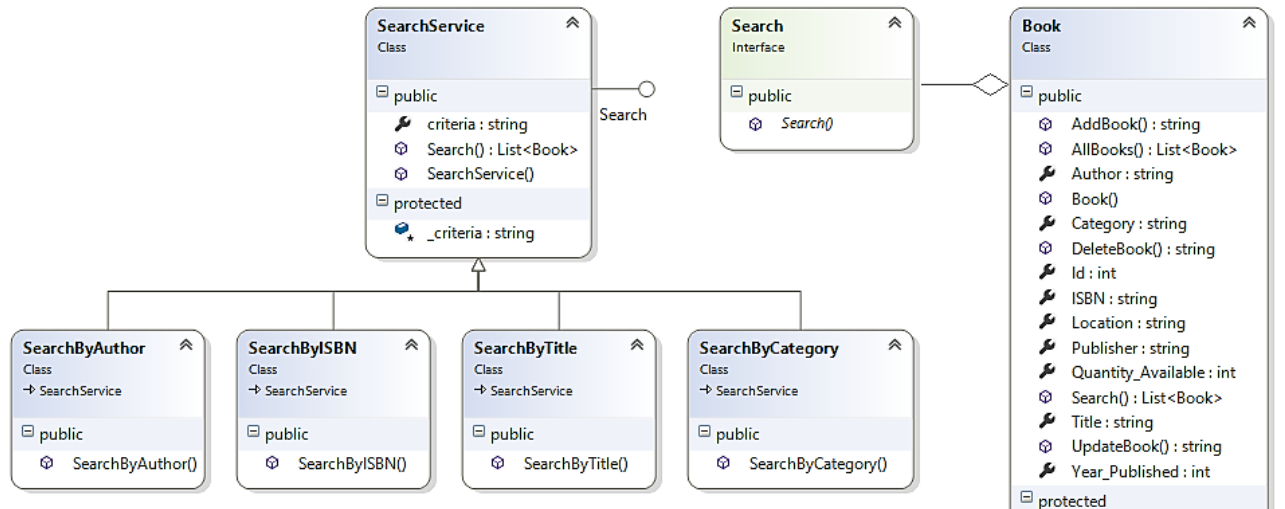 SearchService
Class
public
criteria : string
Search() : List<Book>
SearchService()
protected
_criteria : string
Search
Search
Interface
public
Search()
Book
Class
public
AddBook() : string
AllBooks() : List<Book>
Author : string
Book()
Category : string
DeleteBook() : string
Id : int
ISBN : string
Location : string
Publisher : string
Quantity_Available : int
Search() : List<Book>
Title : string
UpdateBook() : string
Year_Published : int
protected
SearchByAuthor
Class
SearchService
public
SearchByAuthor()
SearchByISBN
Class
SearchService
public
SearchByISBN()
SearchByTitle
Class
SearchService
public
SearchByTitle()
SearchByCategory
Class
SearchService
public
SearchByCategory()